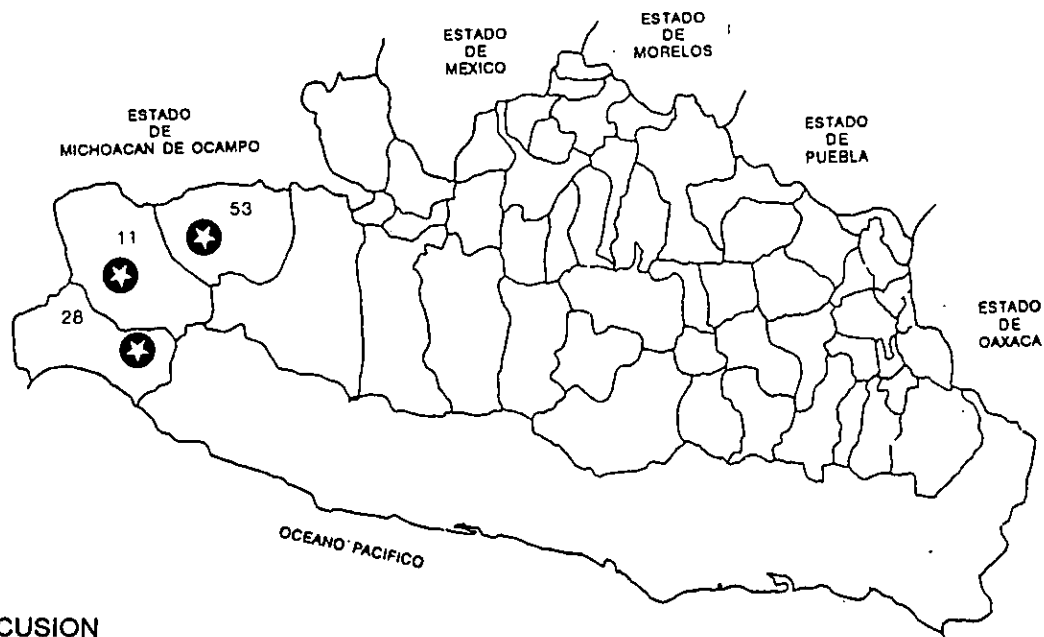 ESTADO
DE
MORELOS
ESTADO
DE
MEXICO
ESTADO
DE
MICHOACAN DE OCAMPO
ESTADO
DE
PUEBLA
53
11
28
ESTADO
DE
OAXACA
OCEANO PACIFICO
CUSION